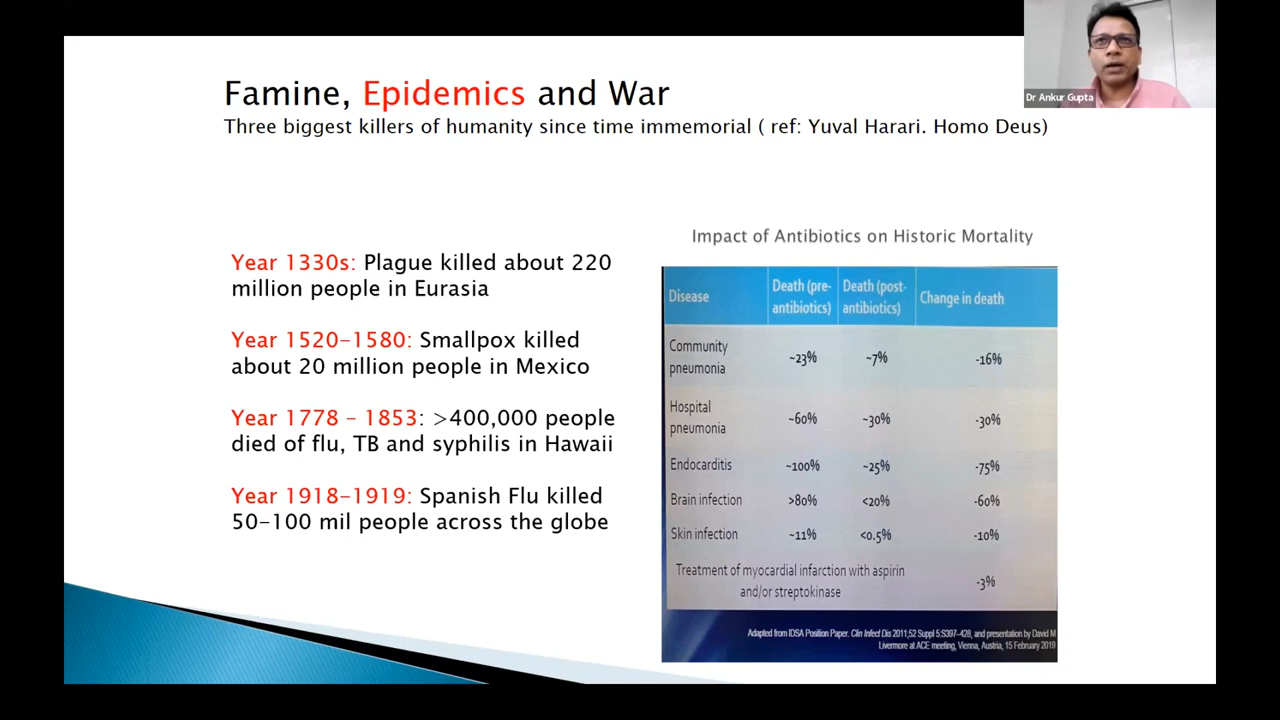 Famine, Epidemics and War
Three biggest killers of humanity since time immemorial ( ref: Yuval Harari. Homo Deus)
Dr Ankur Gupta
Year 1330s: Plague killed about 220
million people in Eurasia
Year 1520-1580: Smallpox killed
about 20 million people in Mexico
Year 1778 - 1853: >400,000 people
died of flu, TB and syphilis in Hawaii
Year 1918-1919: Spanish Flu killed
50-100 mil people across the globe
Impact of Antibiotics on Historic Mortality
Disease Death (pre-antibiotics) Death (post-antibiotics) Change in death
Community pneumonia ~23% ~7% -16%
Hospital pneumonia ~60% ~30% -30%
Endocarditis ~100% ~25% -75%
Brain infection >80% <20% -60%
Skin infection ~11% <0.5% -10%
Treatment of myocardial infarction with aspirin and/or streptokinase -3%
Adapted from IDSA Position Paper. Clin Infect Dis 2011;52 Suppl 5:S397-428, and presentation by David M
Livermore at ACE meeting, Vienna, Austria, 15 February 2019